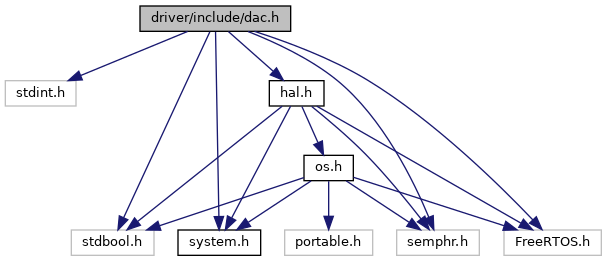 driver/include/dac.h
stdint.h
hal.h
os.h
stdbool.h
system.h
portable.h
semphr.h
FreeRTOS.h